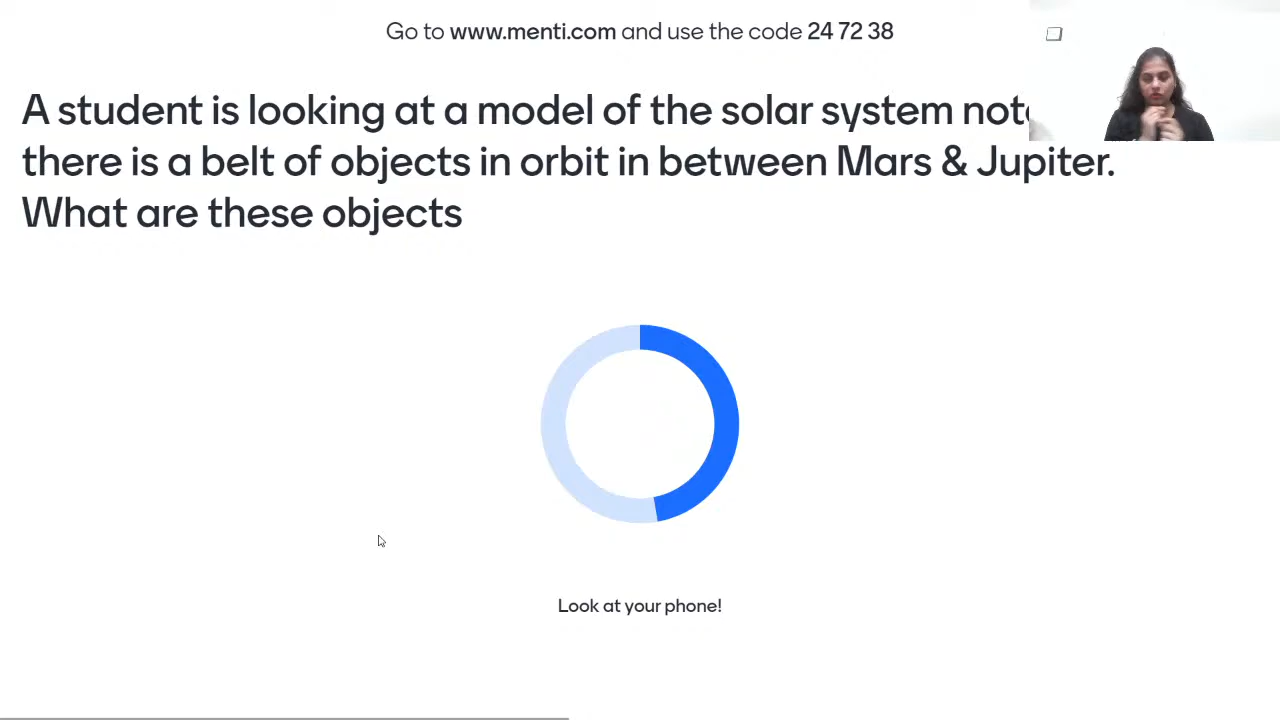 Go to www.menti.com and use the code 24 72 38
A student is looking at a model of the solar system
there is a belt of objects in orbit in between Mars & Jupiter.
What are these objects
Look at your phone!